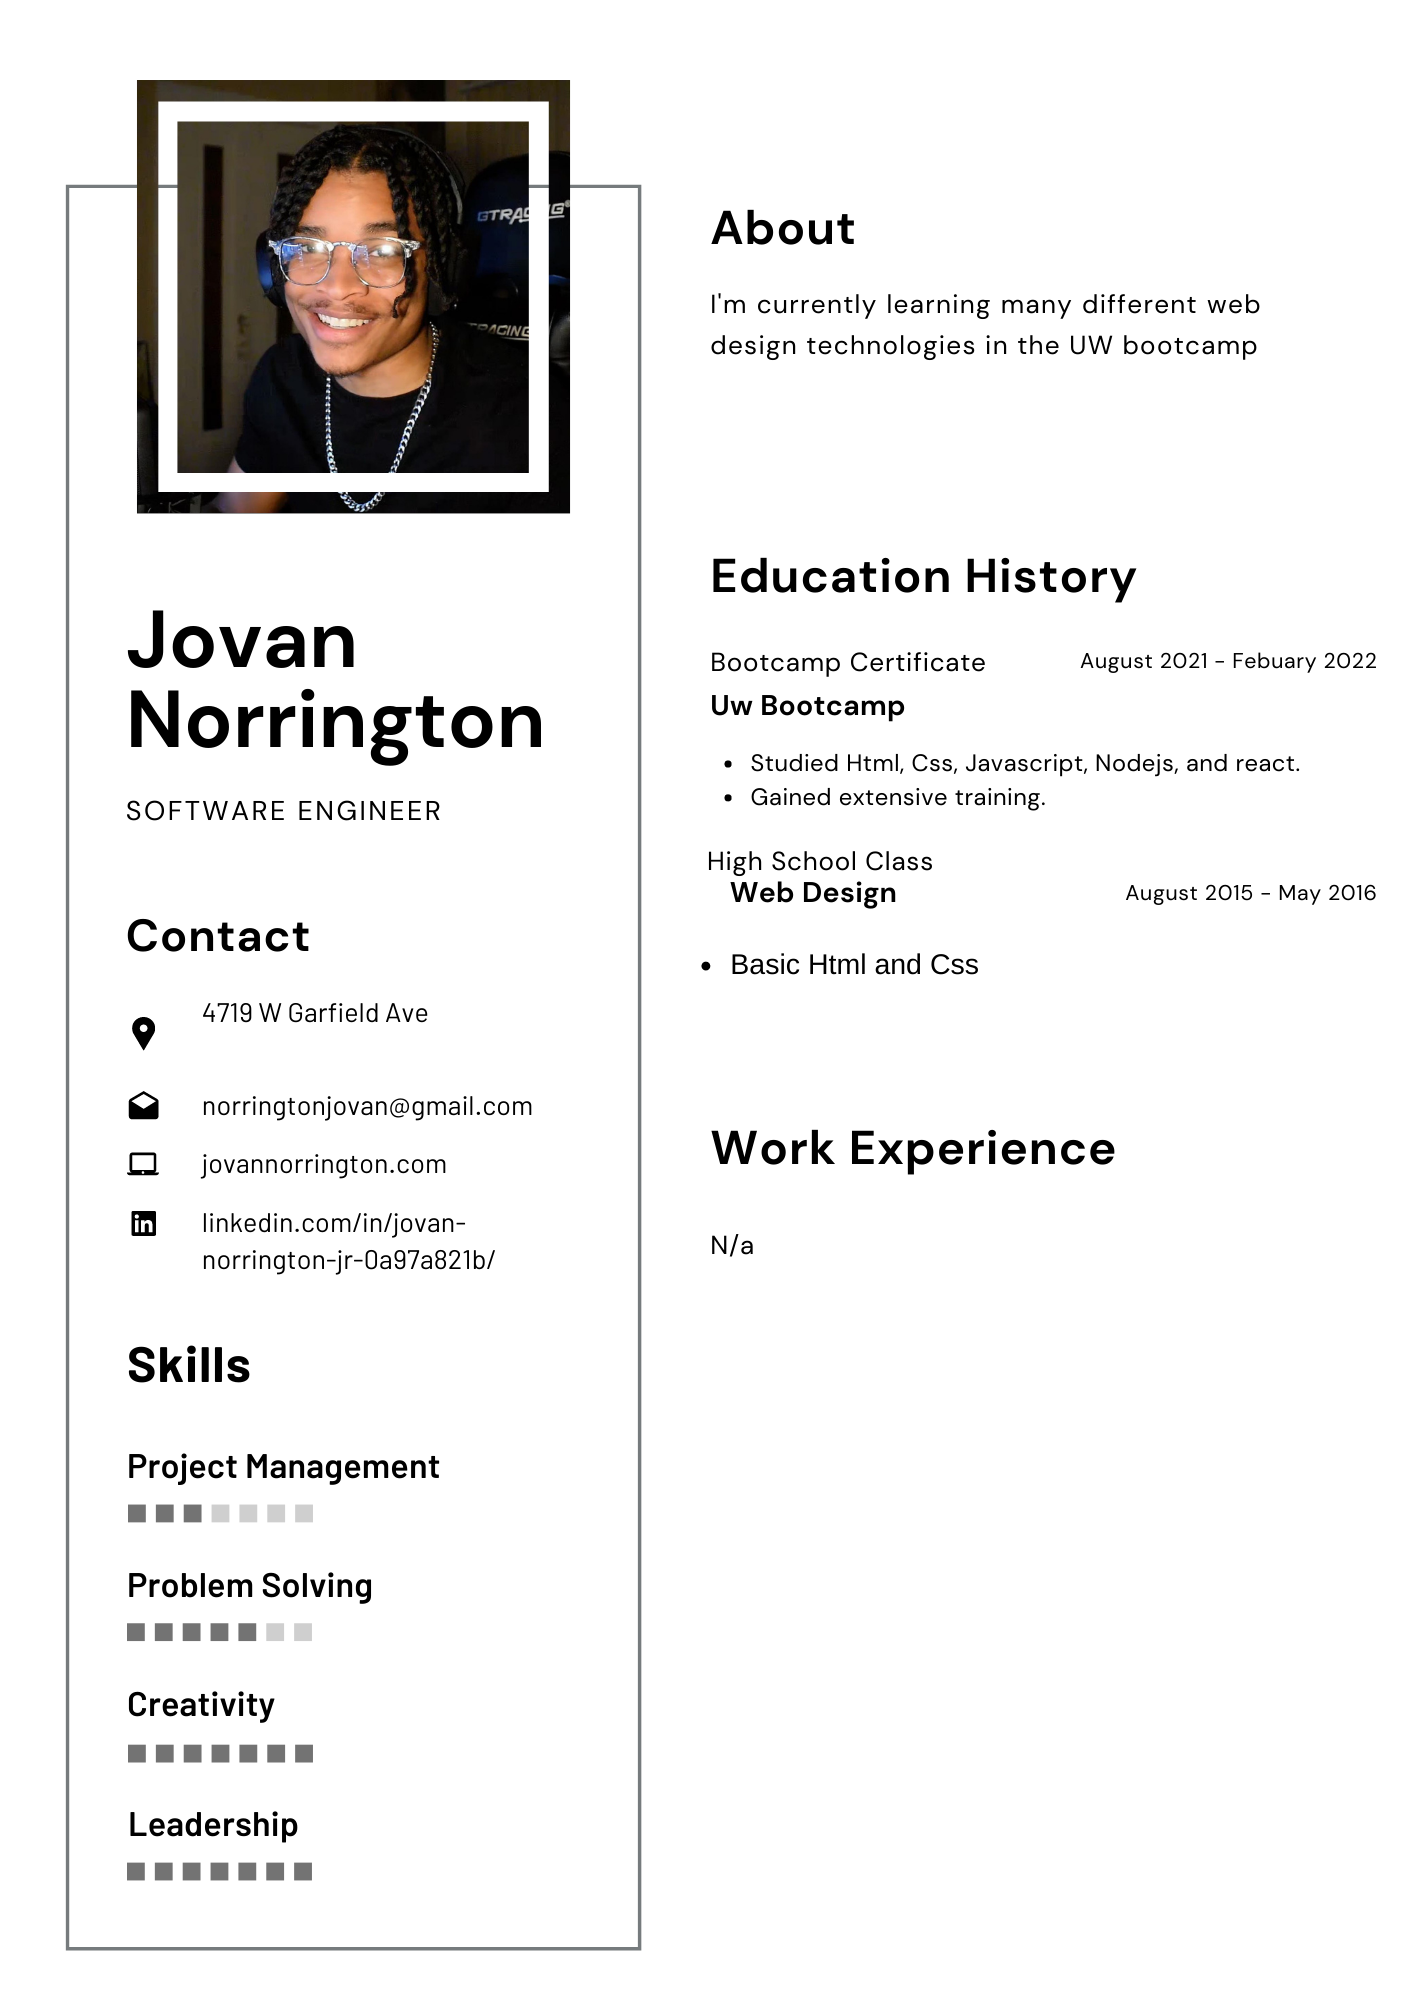 GTRACING
TRACING
Jovan
Norrington
SOFTWARE ENGINEER
Contact
4719 W Garfield Ave
norringtonjovan@gmail.com
jovannorrington.com
in
linkedin.com/in/jovan-
norrington-jr-0a97a821b/
Skills
Project Management
Problem Solving
Creativity
Leadership
About
I'm currently learning many different web
design technologies in the UW bootcamp
Education History
Bootcamp Certificate
August 2021 - Febuary 2022
Uw Bootcamp
• Studied Html, Css, Javascript, Nodejs, and react.
• Gained extensive training.
High School Class
Web Design
August 2015 - May 2016
• Basic Html and Css
Work Experience
N/a